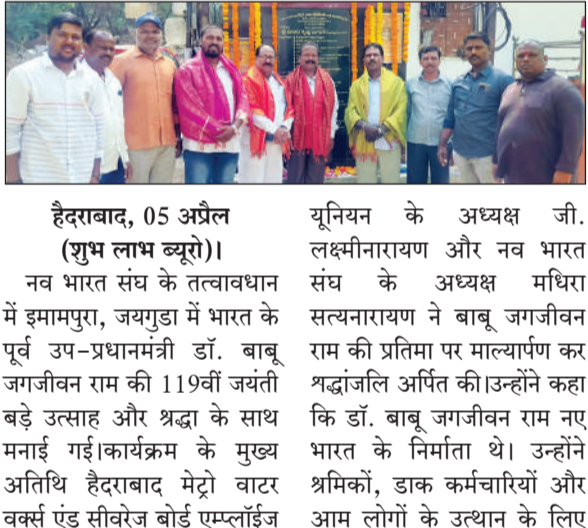 हैदराबाद, 05 अप्रैल
(शुभ लाभ ब्यूरो)।
नव भारत संघ के तत्वावधान
में इमामपुरा, जयगुडा में भारत के
पूर्व उप-प्रधानमंत्री डॉ. बाबू
जगजीवन राम की 119वीं जयंती
बड़े उत्साह और श्रद्धा के साथ
मनाई गई।कार्यक्रम के मुख्य
अतिथि हैदराबाद मेट्रो वाटर
वर्क्स एंड सीवरेज बोर्ड एम्प्लॉईज
यूनियन के अध्यक्ष जी.
लक्ष्मीनारायण और नव भारत
संघ के अध्यक्ष मधिरा
सत्यनारायण ने बाबू जगजीवन
राम की प्रतिमा पर माल्यार्पण कर
श्रद्धांजलि अर्पित की।उन्होंने कहा
कि डॉ. बाबू जगजीवन राम नए
भारत के निर्माता थे। उन्होंने
श्रमिकों, डाक कर्मचारियों और
आम लोगों के उत्थान के लिए